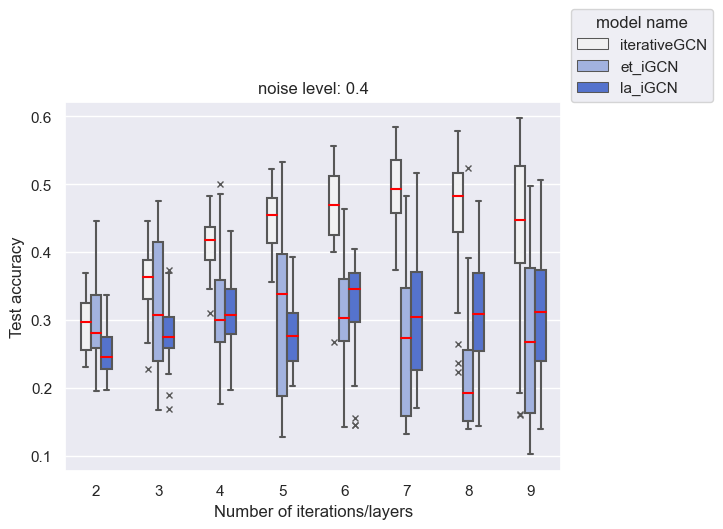 model name
iterativeGCN
et_iGCN
la_iGCN
noise level: 0.4
0.6
0.5
0.4
0.3
0.2
0.1
Test accuracy
2 3 4 5 6 7 8 9
Number of iterations/layers